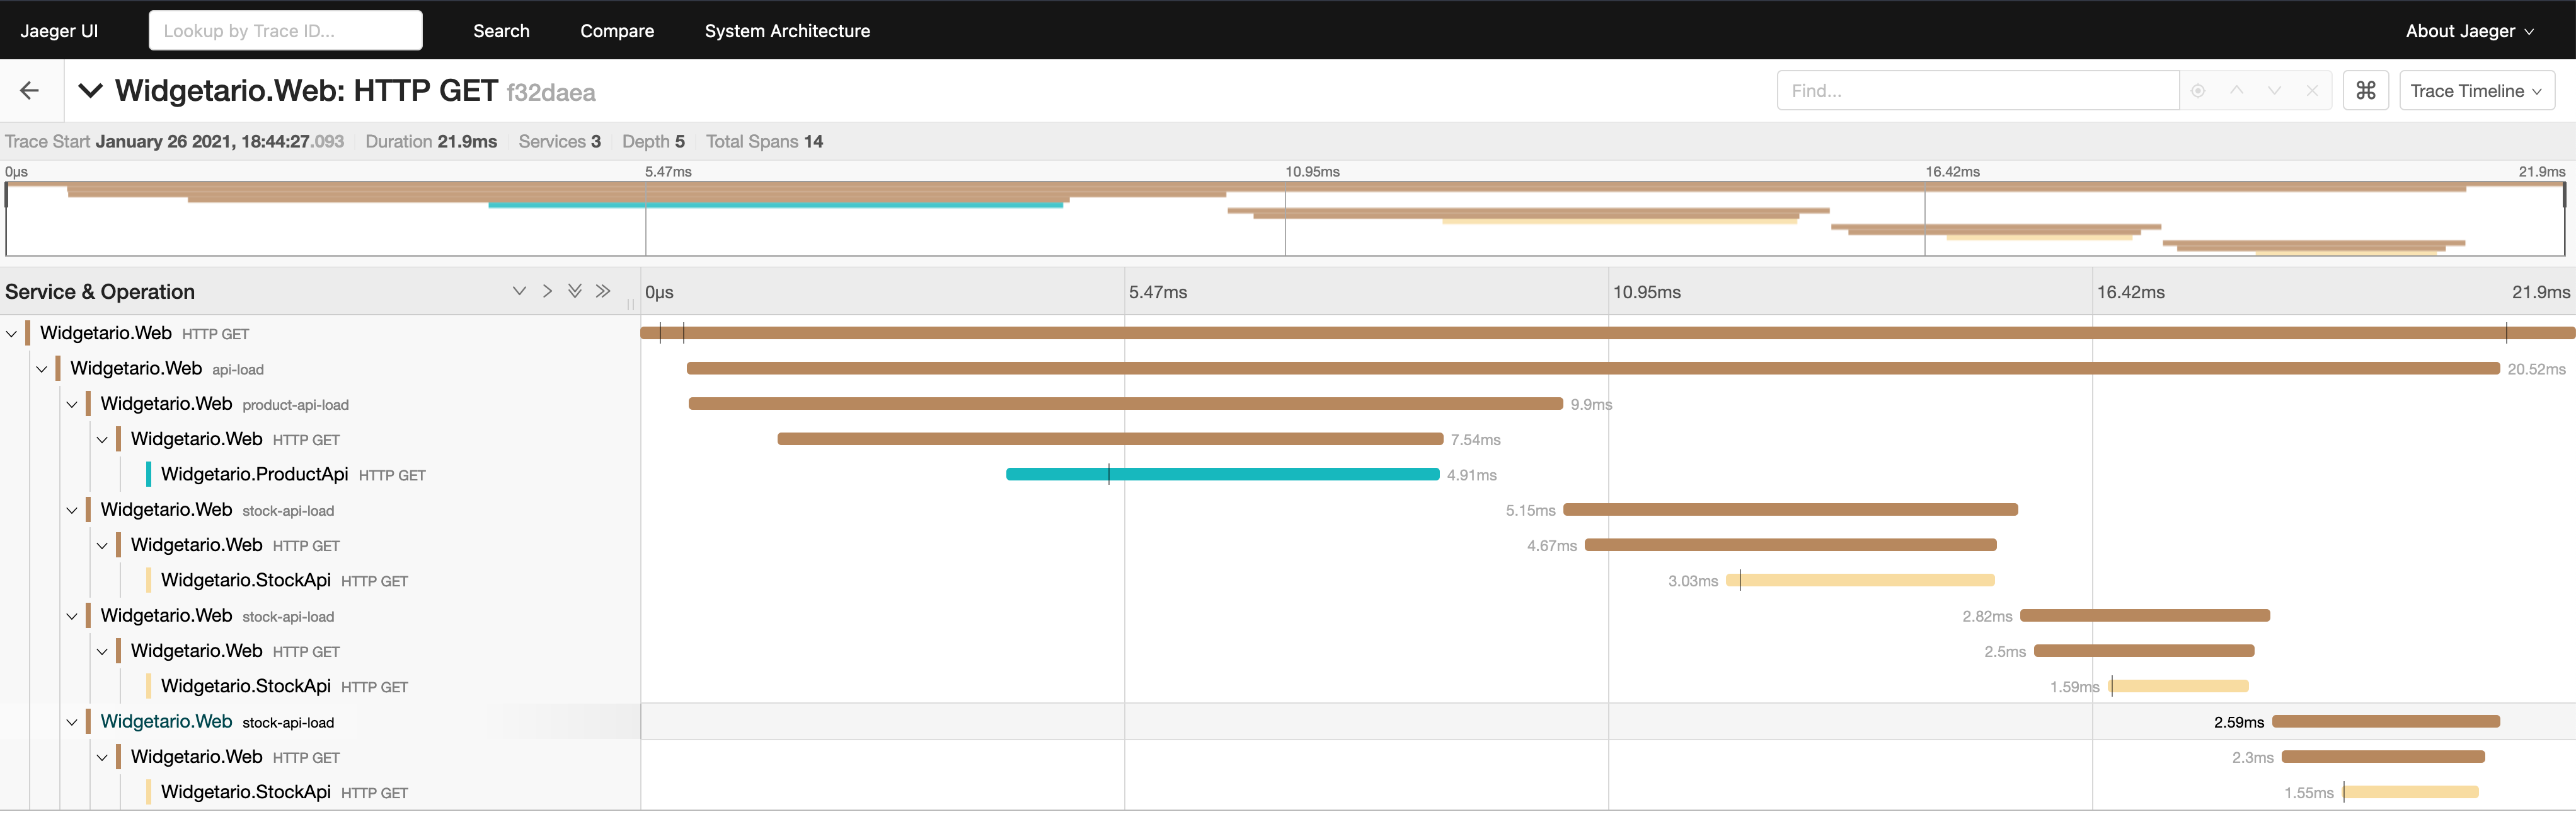 Jaeger UI Lookup by Trace ID... Search Compare System Architecture About Jaeger
Widgetario.Web: HTTP GET f32daea Find... ⌘ Trace Timeline
Trace Start January 26 2021, 18:44:27.093 Duration 21.9ms Services 3 Depth 5 Total Spans 14
0μs 5.47ms 10.95ms 16.42ms 21.9ms
Service & Operation 0μs 5.47ms 10.95ms 16.42ms 21.9ms
Widgetario.Web HTTP GET
Widgetario.Web api-load 20.52ms
Widgetario.Web product-api-load 9.9ms
Widgetario.Web HTTP GET 7.54ms
Widgetario.ProductApi HTTP GET 4.91ms
Widgetario.Web stock-api-load 5.15ms
Widgetario.Web HTTP GET 4.67ms
Widgetario.StockApi HTTP GET 3.03ms
Widgetario.Web stock-api-load 2.82ms
Widgetario.Web HTTP GET 2.5ms
Widgetario.StockApi HTTP GET 1.59ms
Widgetario.Web stock-api-load 2.59ms
Widgetario.Web HTTP GET 2.3ms
Widgetario.StockApi HTTP GET 1.55ms